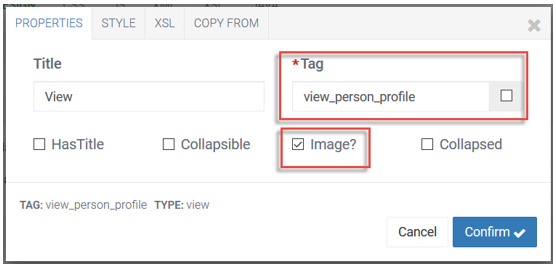 PROPERTIES STYLE XSL COPY FROM
Title *Tag
View view_person_profile
HasTitle Collapsible Image? Collapsed
TAG: view_person_profile TYPE: view
Cancel Confirm